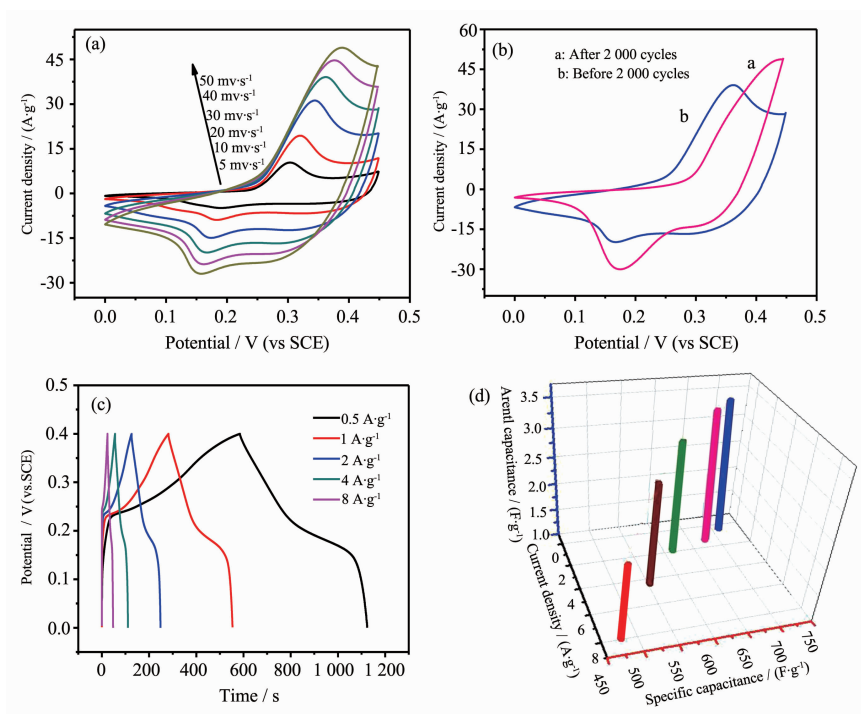 (a)
45
30
15
0
-15
-30
Current density / (A·g⁻¹)
50 mv·s⁻¹
40 mv·s⁻¹
30 mv·s⁻¹
20 mv·s⁻¹
10 mv·s⁻¹
5 mv·s⁻¹
0.0 0.1 0.2 0.3 0.4 0.5
Potential / V (vs SCE)
(b)
60
45
30
15
0
-15
-30
Current density / (A·g⁻¹)
a: After 2 000 cycles
b: Before 2 000 cycles
a
b
0.0 0.1 0.2 0.3 0.4 0.5
Potential / V (vs SCE)
(c)
0.5
0.4
0.3
0.2
0.1
0.0
Potential / V (vs.SCE)
0.5 A·g⁻¹
1 A·g⁻¹
2 A·g⁻¹
4 A·g⁻¹
8 A·g⁻¹
0 200 400 600 800 1 000 1 200
Time / s
(d)
3.5
3.0
2.5
2.0
1.5
1.0
Arentl capacitance / (F·g⁻¹)
0
2
4
6
8
Current density / (A·g⁻¹)
450 500 550 600 650 700 750
Specific capacitance / (F·g⁻¹)